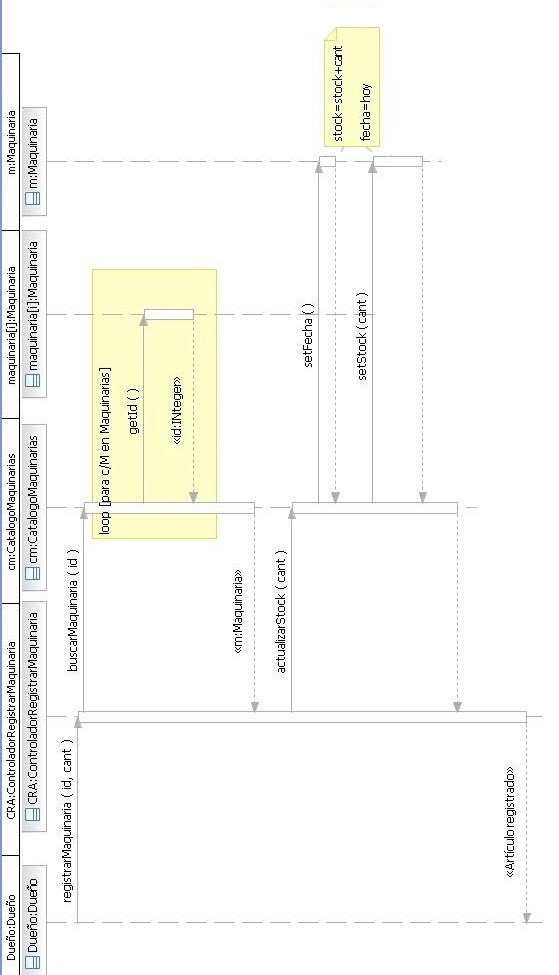 Dueño:Dueño
CRA:ControladorRegistrarMaquinaria
cm:CatalogoMaquinarias
maquinaria[i]:Maquinaria
m:Maquinaria
Dueño:Dueño
CRA:ControladorRegistrarMaquinaria
cm:CatalogoMaquinarias
maquinaria[i]:Maquinaria
m:Maquinaria
registrarMaquinaria ( id, cant )
buscarMaquinaria ( id )
loop [para c/M en Maquinarias]
getId ( )
«id:INteger»
«m:Maquinaria»
actualizarStock ( cant )
setFecha ( )
setStock ( cant )
stock=stock+cant
fecha=hoy
«Artículo registrado»